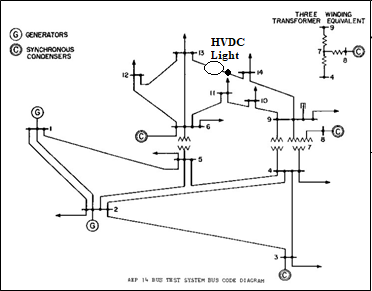 THREE WINDING
TRANSFORMER EQUIVALENT
9
7
8
C
4
G GENERATORS
C SYNCHRONOUS
CONDENSERS
HVDC
Light
13
14
12
11
10
9
6
C
8
C
7
G
1
5
4
2
G
3
C
AEP 14 BUS TEST SYSTEM BUS CODE DIAGRAM